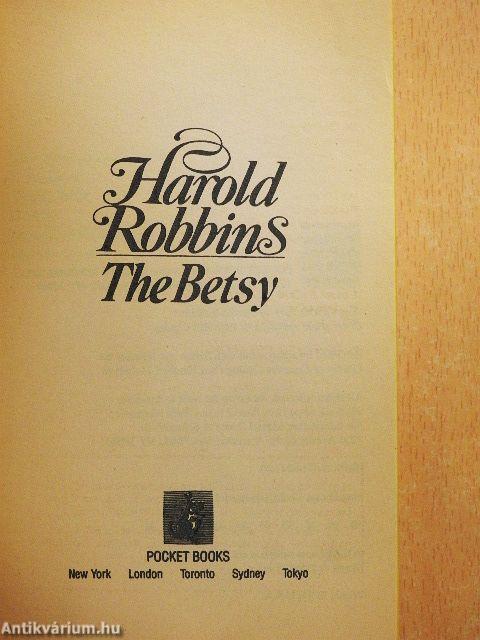 Harold
Robbins
The Betsy
POCKET BOOKS
New York London Toronto Sydney Tokyo
Antikvárium.hu